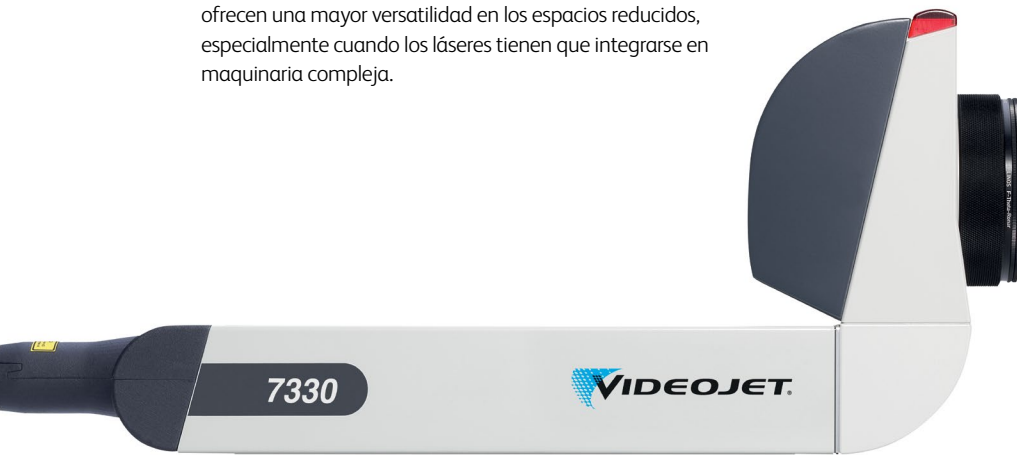 ofrecen una mayor versatilidad en los espacios reducidos,
especialmente cuando los láseres tienen que integrarse en
maquinaria compleja.
7330
VIDEOJET.